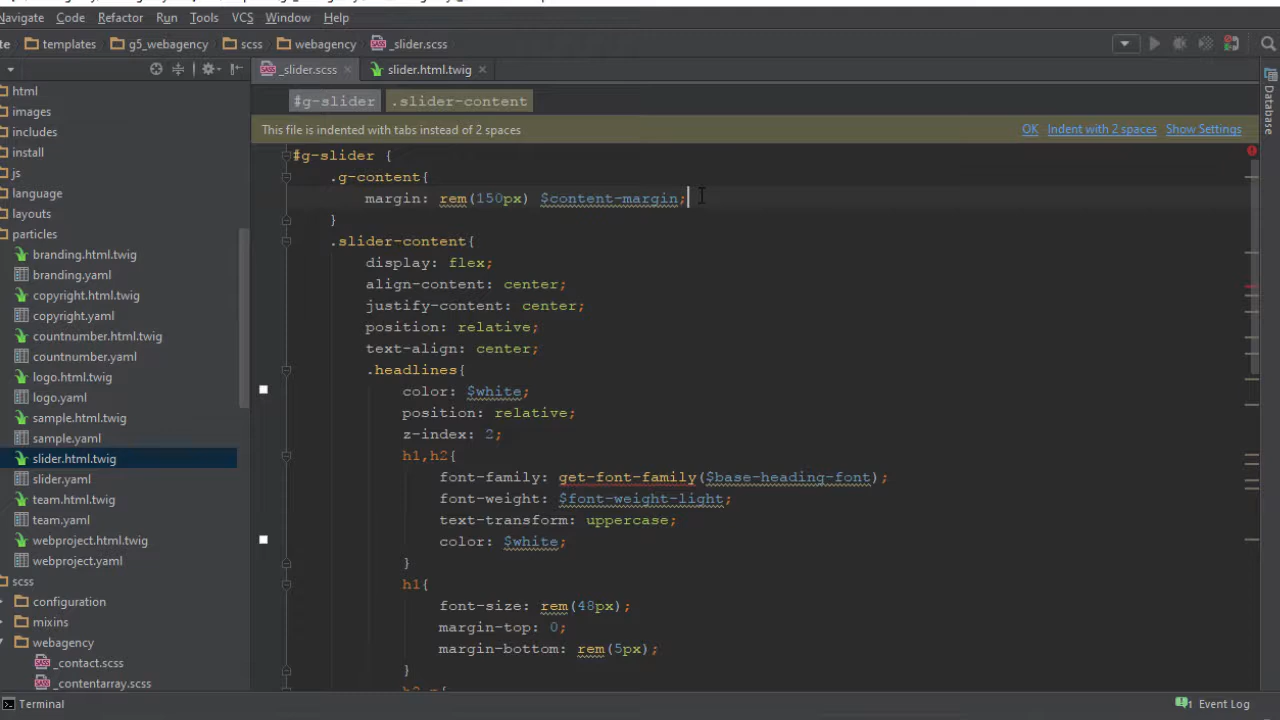 Navigate Code Refactor Run Tools VCS Window Help
te templates g5_webagency scss webagency _slider.scss
_slider.scss slider.html.twig
#g-slider .slider-content
This file is indented with tabs instead of 2 spaces OK Indent with 2 spaces Show Settings
html
images
includes
install
js
language
layouts
particles
branding.html.twig
branding.yaml
copyright.html.twig
copyright.yaml
countnumber.html.twig
countnumber.yaml
logo.html.twig
logo.yaml
sample.html.twig
sample.yaml
slider.html.twig
slider.yaml
team.html.twig
team.yaml
webproject.html.twig
webproject.yaml
scss
configuration
mixins
webagency
_contact.scss
_contentarray.scss
#g-slider {
.g-content{
margin: rem(150px) $content-margin;
}
.slider-content{
display: flex;
align-content: center;
justify-content: center;
position: relative;
text-align: center;
.headlines{
color: $white;
position: relative;
z-index: 2;
h1,h2{
font-family: get-font-family($base-heading-font);
font-weight: $font-weight-light;
text-transform: uppercase;
color: $white;
}
h1{
font-size: rem(48px);
margin-top: 0;
margin-bottom: rem(5px);
}
Database
Terminal
1 Event Log